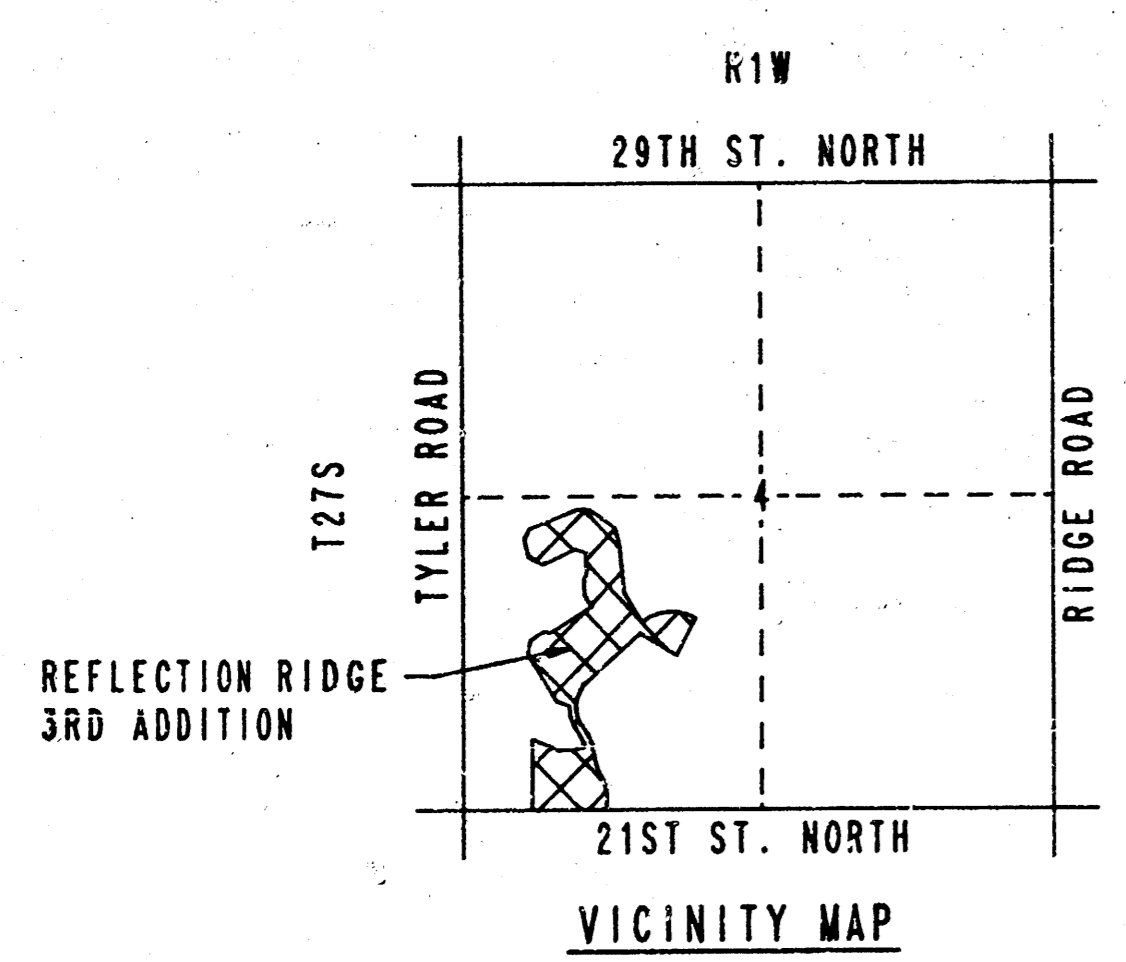 R1W
29TH ST. NORTH
TYLER ROAD
T27S
RIDGE ROAD
4
REFLECTION RIDGE
3RD ADDITION
21ST ST. NORTH
VICINITY MAP